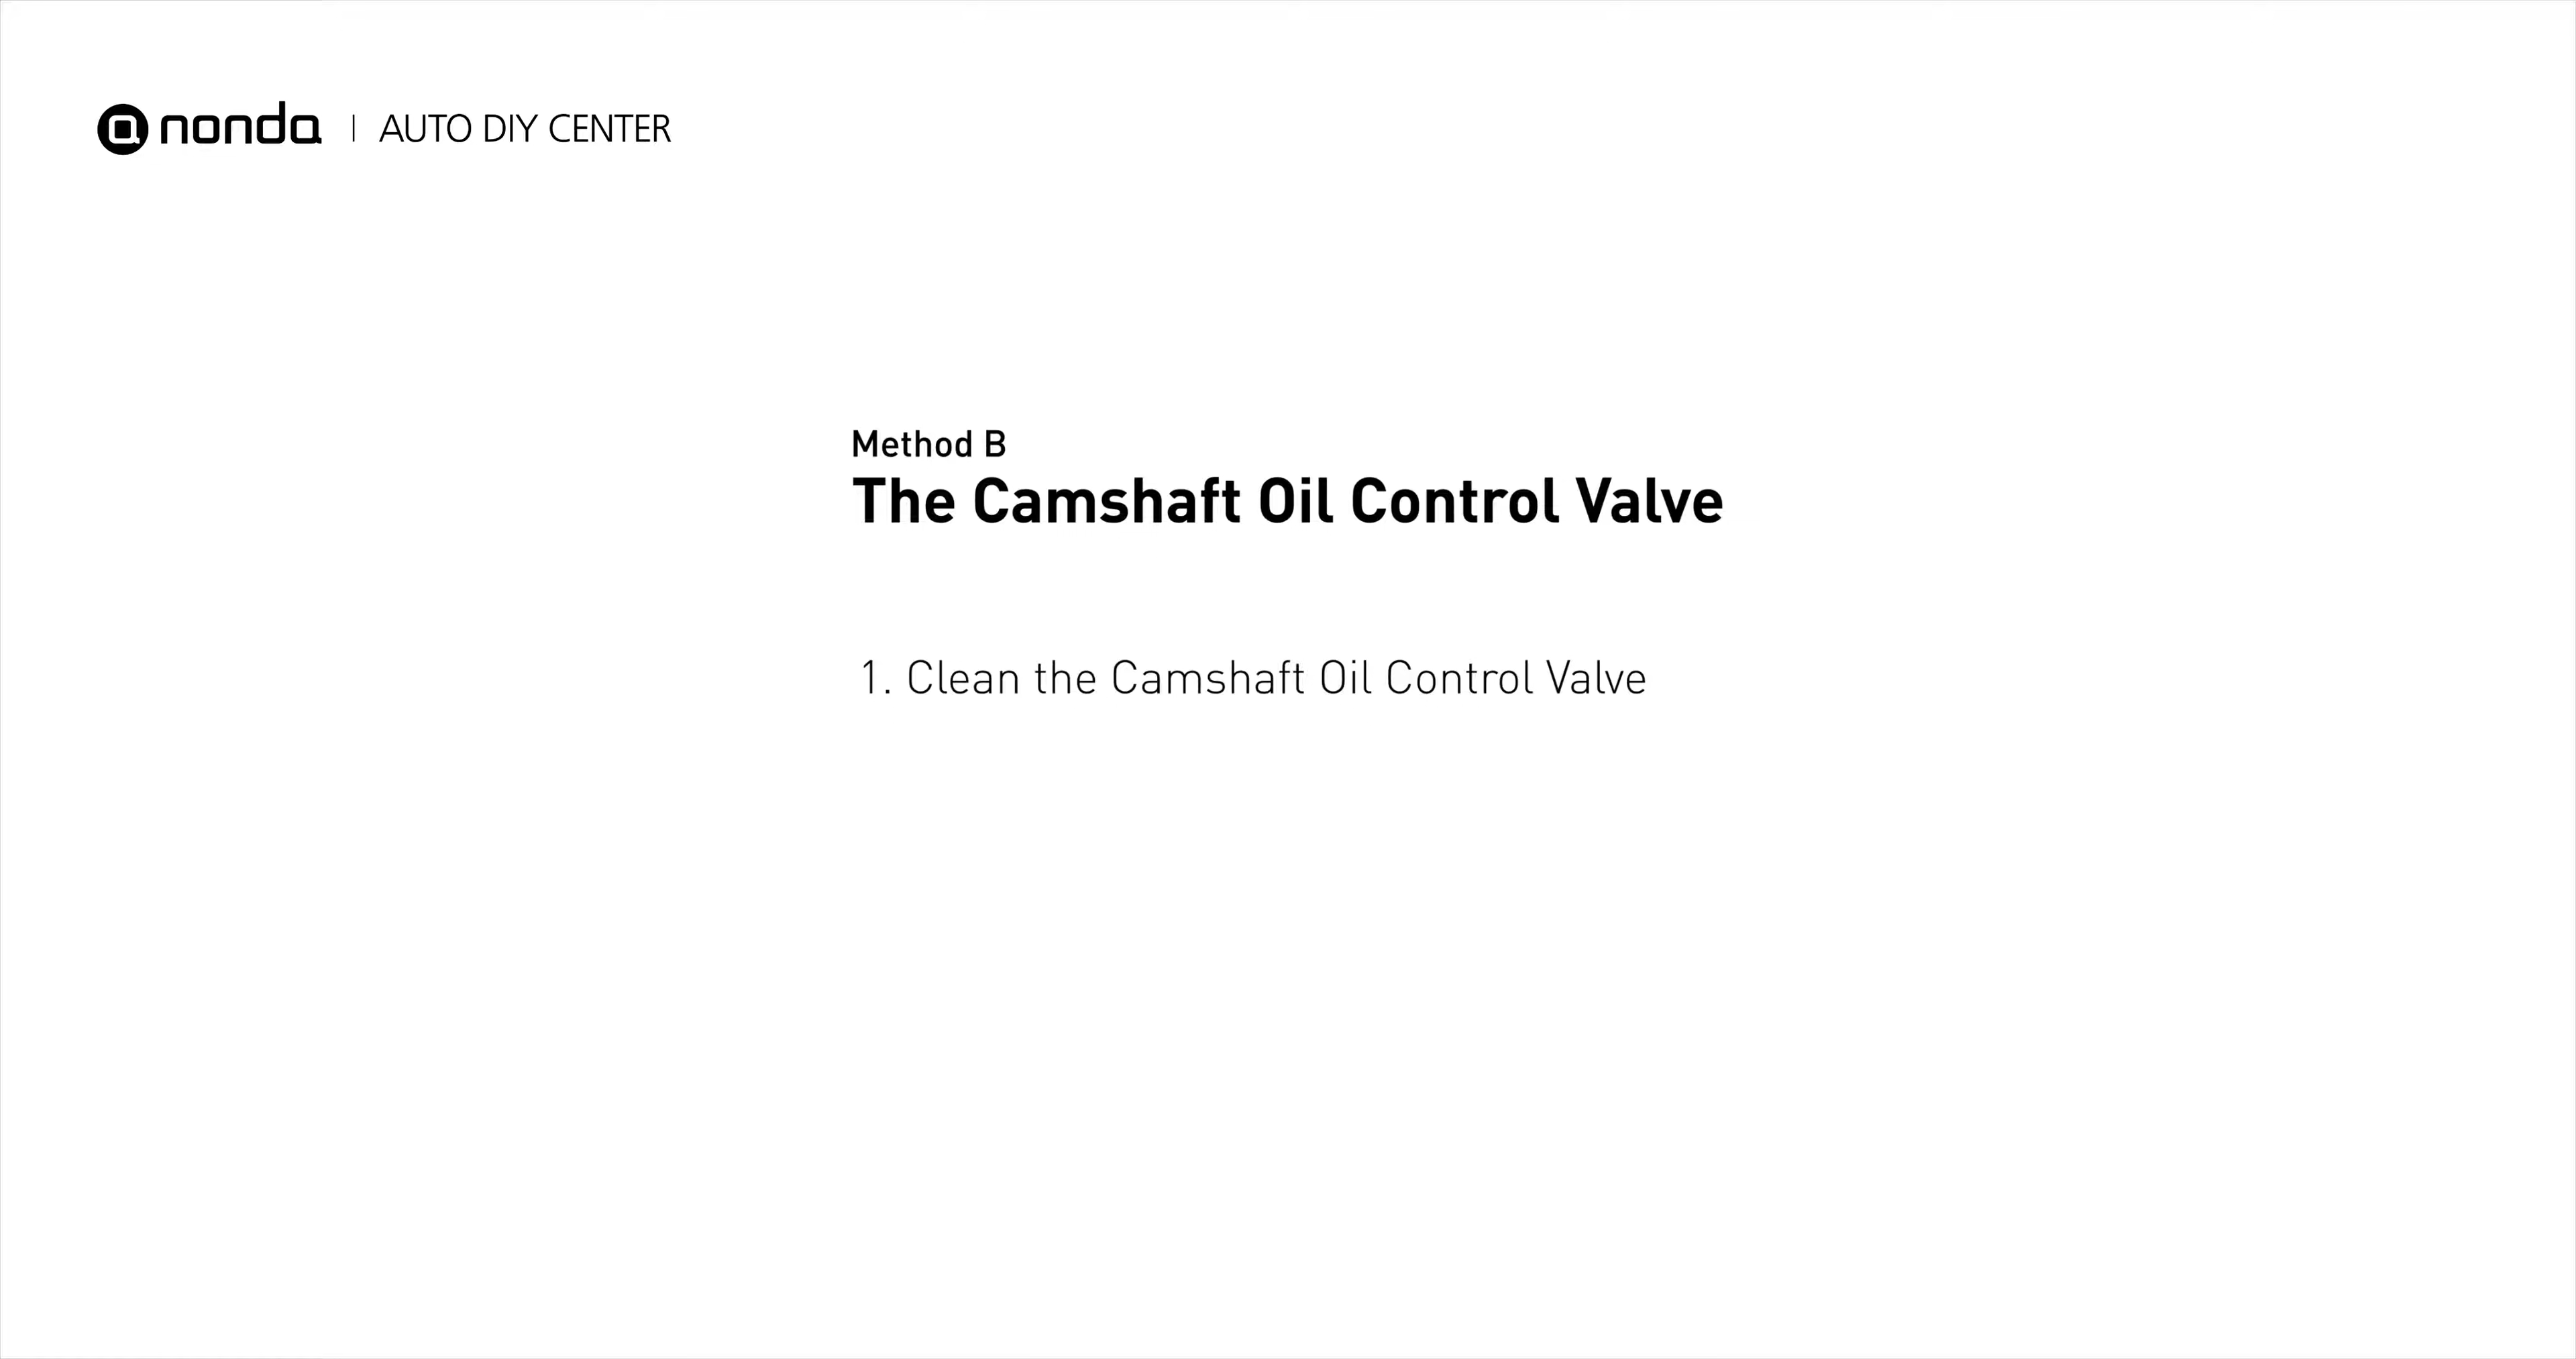 nonda | AUTO DIY CENTER
Method B
The Camshaft Oil Control Valve
1. Clean the Camshaft Oil Control Valve